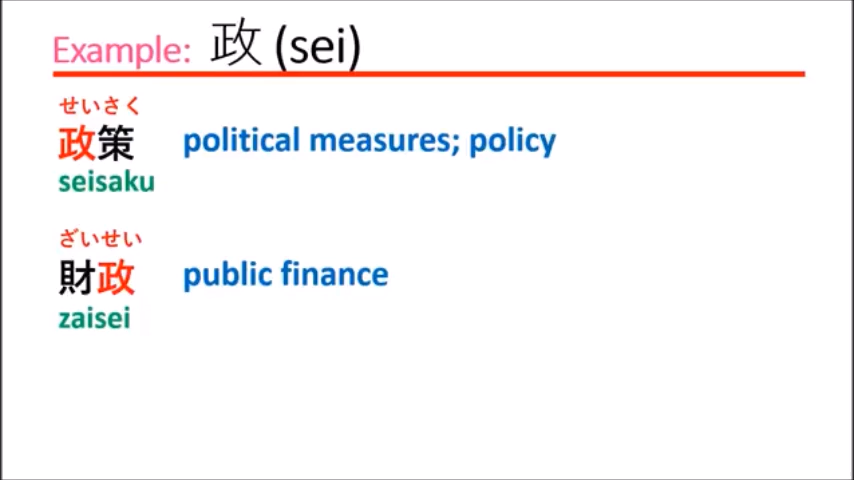 Example: 政 (sei)
せいさく
政策 political measures; policy
seisaku
ざいせい
財政 public finance
zaisei